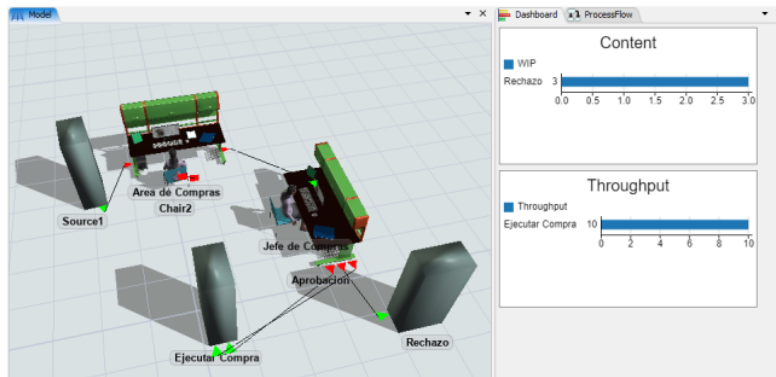 Model
Dashboard
ProcessFlow
Content
WIP
Rechazo 3
0.0 0.5 1.0 1.5 2.0 2.5 3.0
Throughput
Throughput
Ejecutar Compra 10
0 2 4 6 8 10
Area de Compras
Chair2
Source1
Jefe de Compras
Aprobacion
Ejecutar Compra
Rechazo